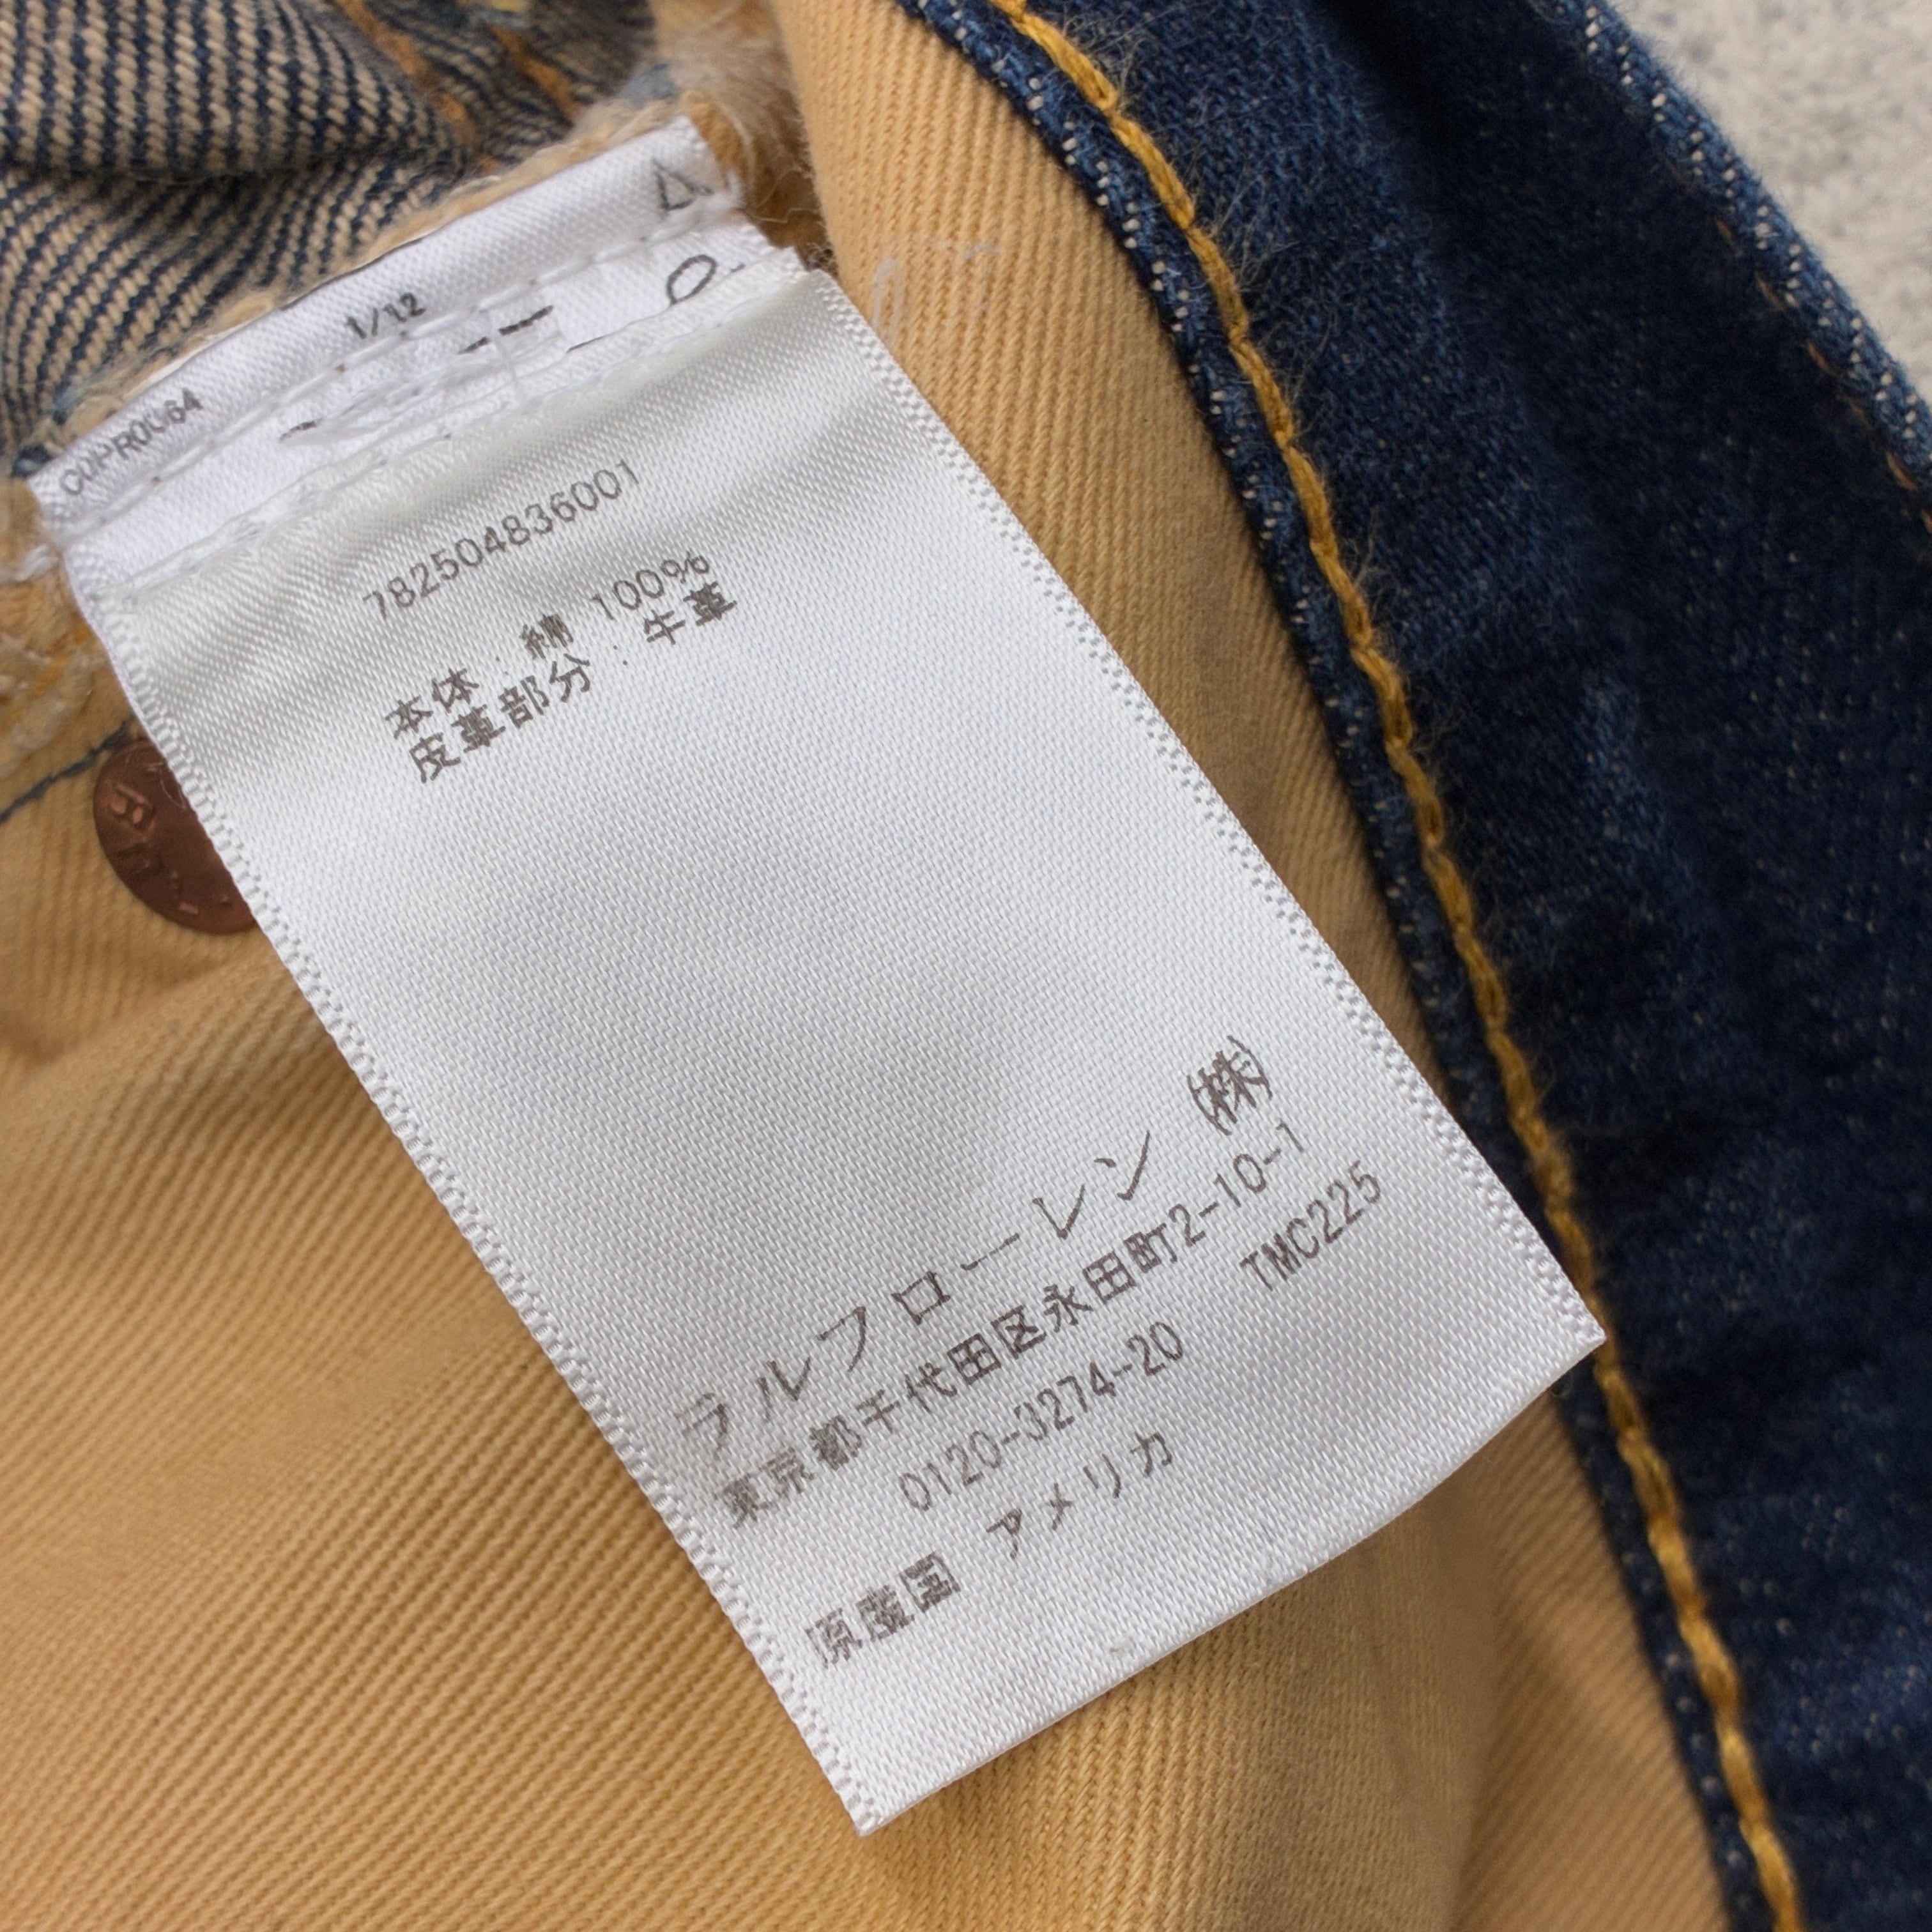 1/12
782504836001
本体：綿 100%
皮革部分：牛革
ラルフローレン ㈱
東京都千代田区永田町2-10-1
TMC225
0120-3274-20
原産国 アメリカ